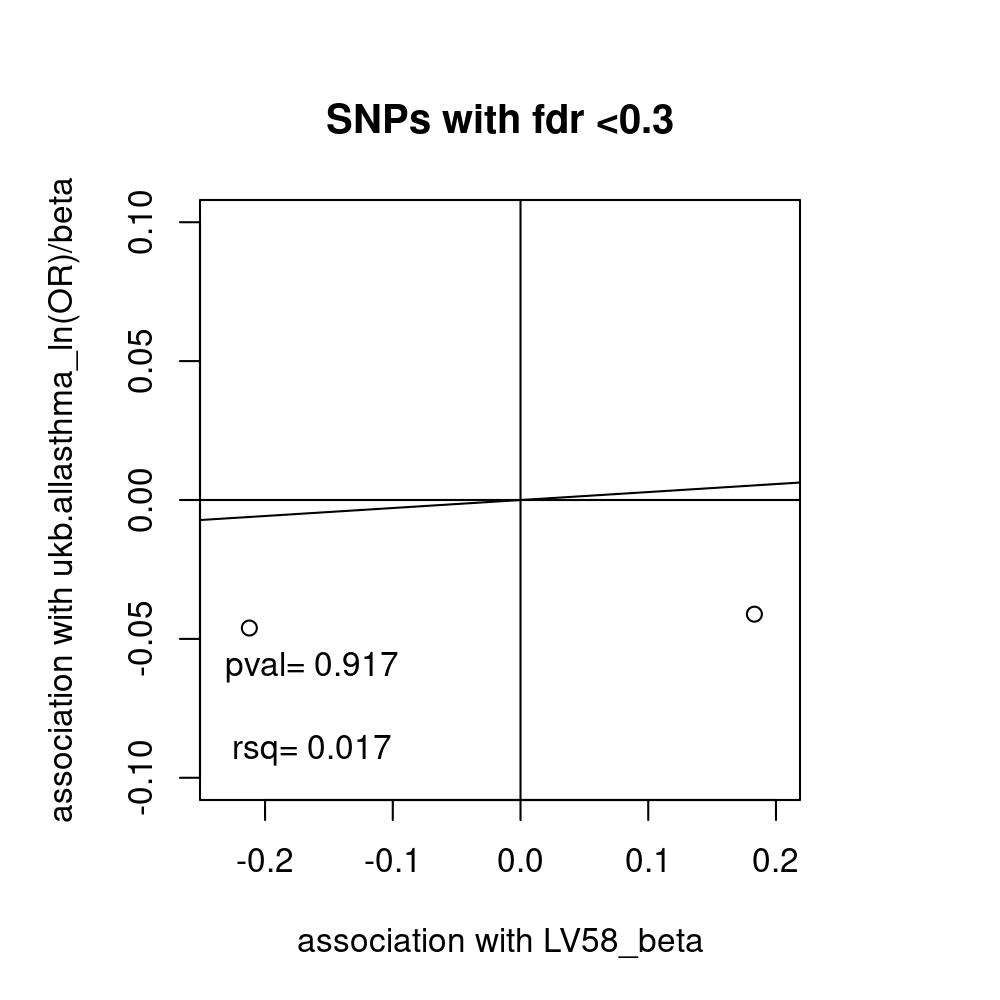 SNPs with fdr <0.3
association with ukb.allasthma_ln(OR)/beta
0.10
0.05
0.00
-0.05
-0.10
pval= 0.917
rsq= 0.017
-0.2
-0.1
0.0
0.1
0.2
association with LV58_beta